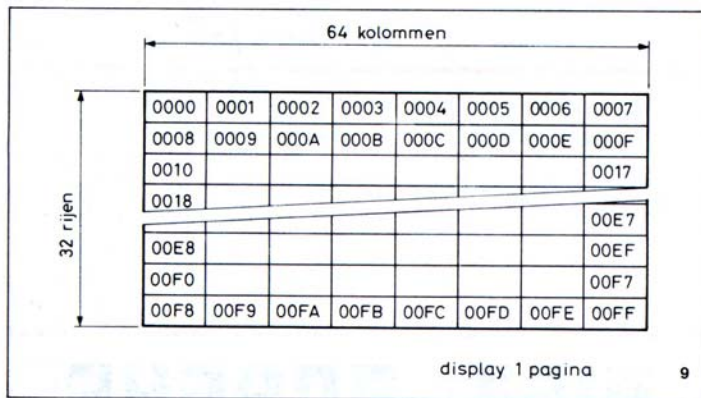 64 kolommen
32 rijen
0000 0001 0002 0003 0004 0005 0006 0007
0008 0009 000A 000B 000C 000D 000E 000F
0010 0017
0018
00E7
00E8 00EF
00F0 00F7
00F8 00F9 00FA 00FB 00FC 00FD 00FE 00FF
display 1 pagina 9